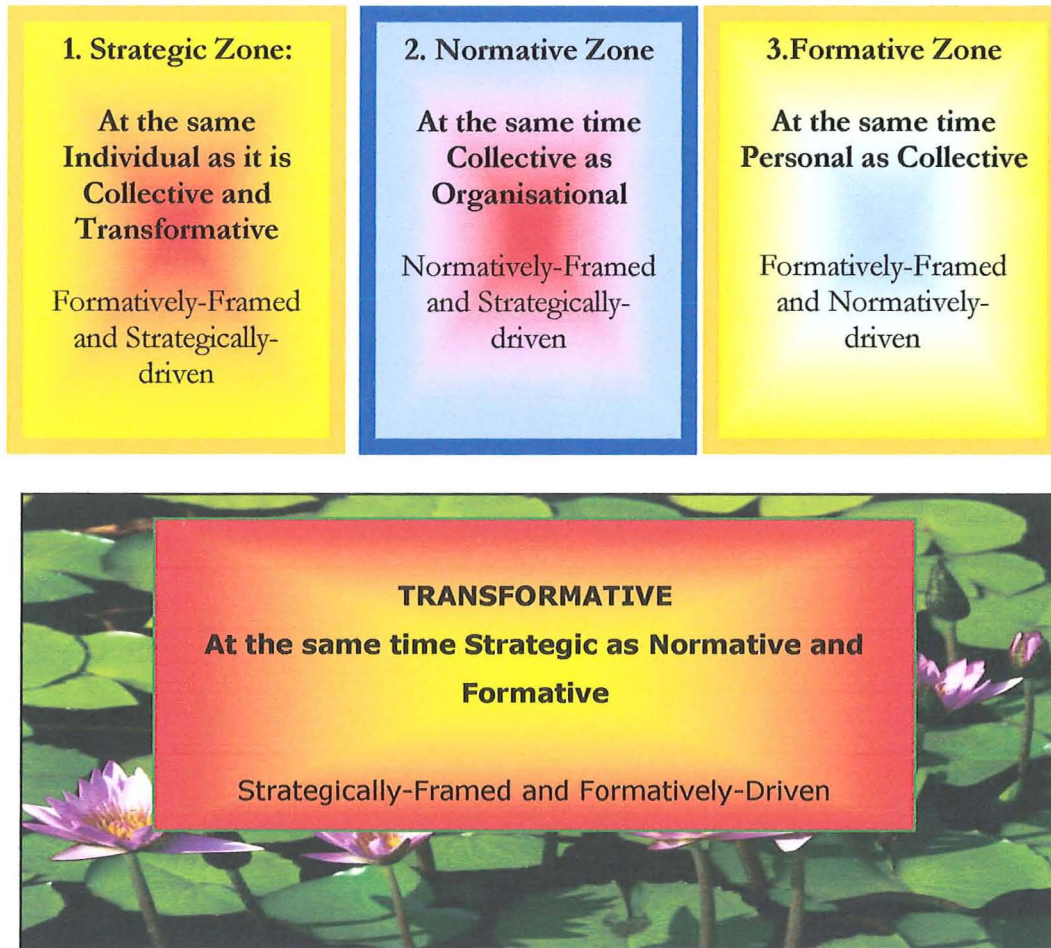 1. Strategic Zone:
At the same
Individual as it is
Collective and
Transformative
Formatively-Framed
and Strategically-
driven
2. Normative Zone
At the same time
Collective as
Organisational
Normatively-Framed
and Strategically-
driven
3.Formative Zone
At the same time
Personal as Collective
Formatively-Framed
and Normatively-
driven
TRANSFORMATIVE
At the same time Strategic as Normative and
Formative
Strategically-Framed and Formatively-Driven